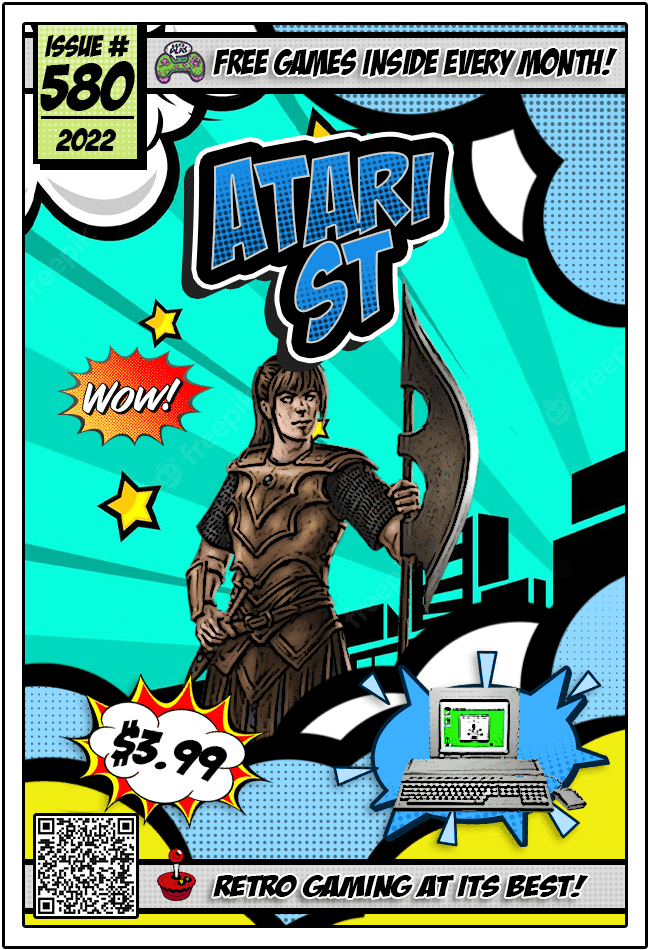 ISSUE #
580
2022
FREE GAMES INSIDE EVERY MONTH!
ATARI
ST
WOW!
$3.99
RETRO GAMING AT ITS BEST!